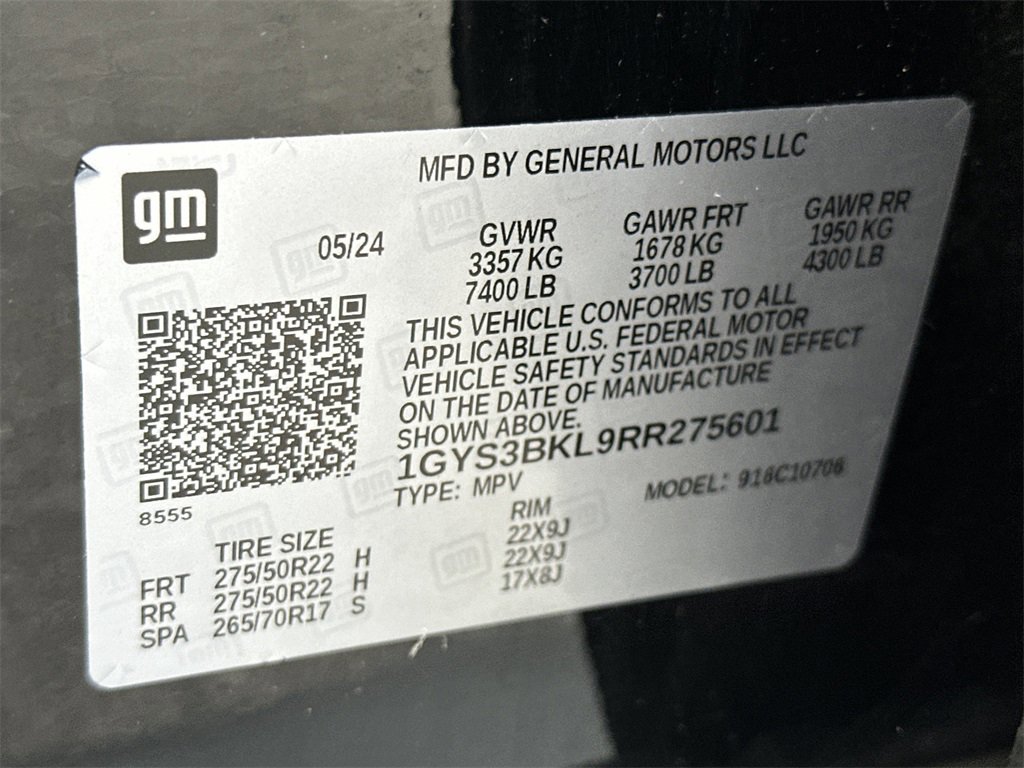 MFD BY GENERAL MOTORS LLC
gm
05/24
GVWR GAWR FRT GAWR RR
3357 KG 1678 KG 1950 KG
7400 LB 3700 LB 4300 LB
THIS VEHICLE CONFORMS TO ALL
APPLICABLE U.S. FEDERAL MOTOR
VEHICLE SAFETY STANDARDS IN EFFECT
ON THE DATE OF MANUFACTURE
SHOWN ABOVE.
1GYS3BKL9RR275601
TYPE: MPV MODEL: 916C10706
8555
TIRE SIZE RIM
FRT 275/50R22 H 22X9J
RR 275/50R22 H 22X9J
SPA 265/70R17 S 17X8J